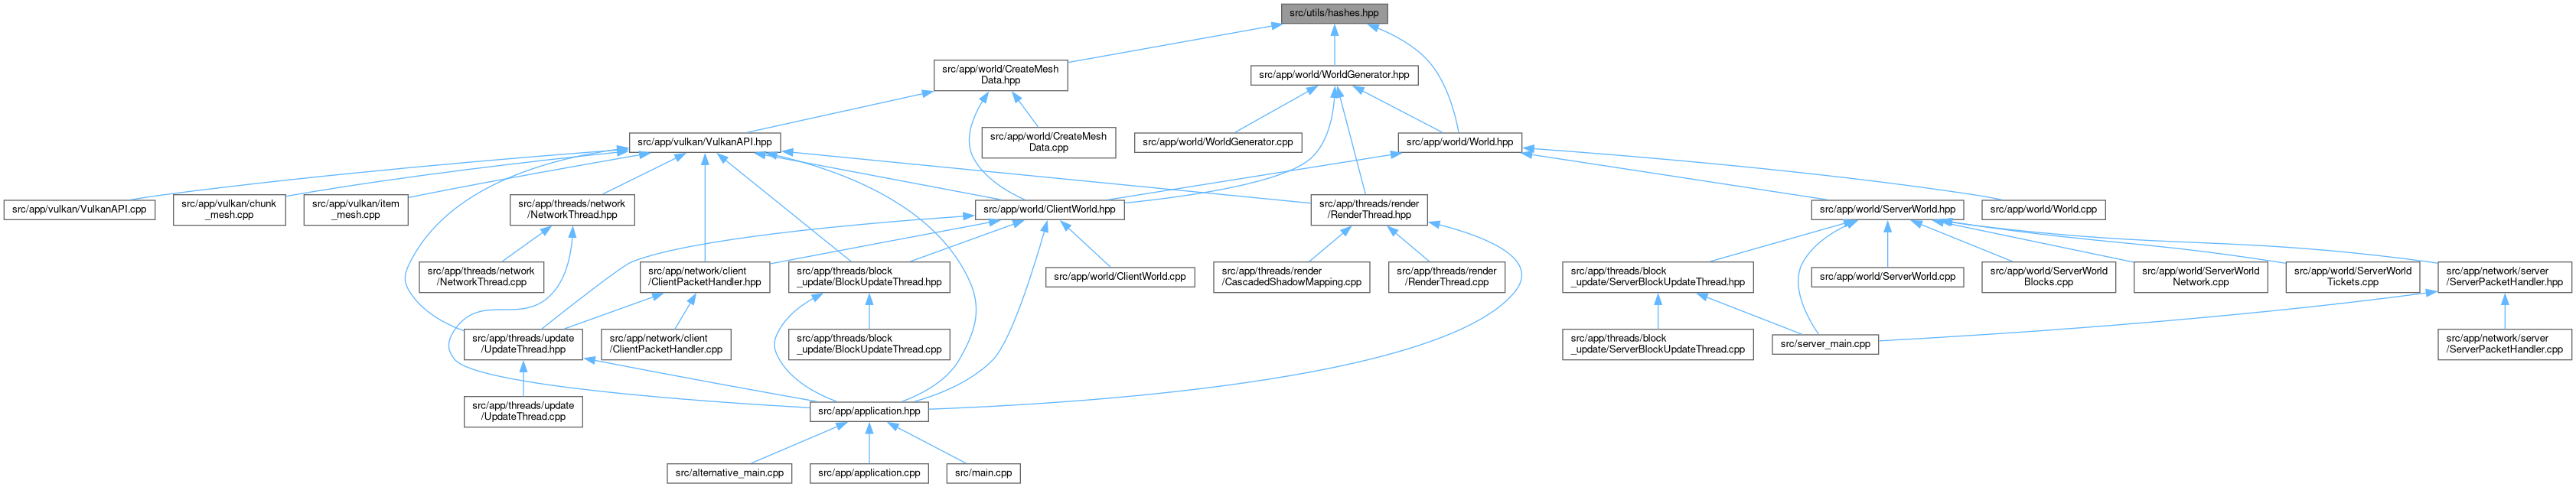 src/utils/hashes.hpp
src/app/world/CreateMesh
Data.hpp
src/app/world/WorldGenerator.hpp
src/app/vulkan/VulkanAPI.hpp
src/app/world/CreateMesh
Data.cpp
src/app/world/WorldGenerator.cpp
src/app/world/World.hpp
src/app/vulkan/VulkanAPI.cpp
src/app/vulkan/chunk
_mesh.cpp
src/app/vulkan/item
_mesh.cpp
src/app/threads/network
/NetworkThread.hpp
src/app/world/ClientWorld.hpp
src/app/threads/render
/RenderThread.hpp
src/app/world/ServerWorld.hpp
src/app/world/World.cpp
src/app/threads/network
/NetworkThread.cpp
src/app/network/client
/ClientPacketHandler.hpp
src/app/threads/block
_update/BlockUpdateThread.hpp
src/app/world/ClientWorld.cpp
src/app/threads/render
/CascadedShadowMapping.cpp
src/app/threads/render
/RenderThread.cpp
src/app/threads/block
_update/ServerBlockUpdateThread.hpp
src/app/world/ServerWorld.cpp
src/app/world/ServerWorld
Blocks.cpp
src/app/world/ServerWorld
Network.cpp
src/app/world/ServerWorld
Tickets.cpp
src/app/network/server
/ServerPacketHandler.hpp
src/app/threads/update
/UpdateThread.hpp
src/app/network/client
/ClientPacketHandler.cpp
src/app/threads/block
_update/BlockUpdateThread.cpp
src/app/threads/block
_update/ServerBlockUpdateThread.cpp
src/server_main.cpp
src/app/network/server
/ServerPacketHandler.cpp
src/app/threads/update
/UpdateThread.cpp
src/app/application.hpp
src/alternative_main.cpp
src/app/application.cpp
src/main.cpp